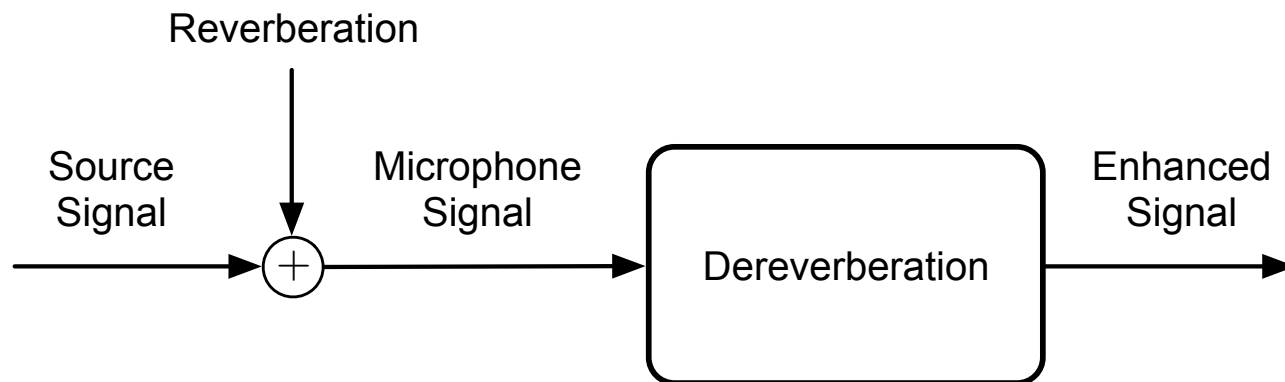 Reverberation
Source
Signal
+
Microphone
Signal
Dereverberation
Enhanced
Signal